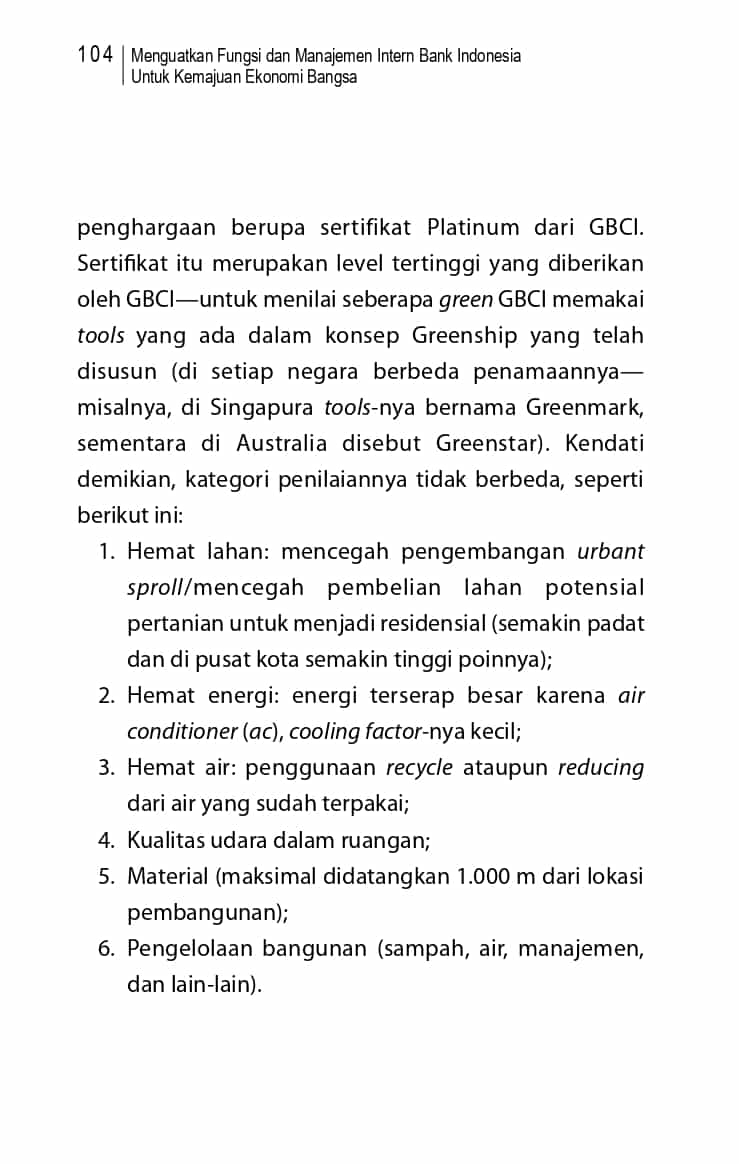 104 Menguatkan Fungsi dan Manajemen Intern Bank Indonesia
Untuk Kemajuan Ekonomi Bangsa
penghargaan berupa sertifikat Platinum dari GBCI.
Sertifikat itu merupakan level tertinggi yang diberikan
oleh GBCI—untuk menilai seberapa green GBCI memakai
tools yang ada dalam konsep Greenship yang telah
disusun (di setiap negara berbeda penamaannya—
misalnya, di Singapura tools-nya bernama Greenmark,
sementara di Australia disebut Greenstar). Kendati
demikian, kategori penilaiannya tidak berbeda, seperti
berikut ini:
1. Hemat lahan: mencegah pengembangan urbant
sproll/mencegah pembelian lahan potensial
pertanian untuk menjadi residensial (semakin padat
dan di pusat kota semakin tinggi poinnya);
2. Hemat energi: energi terserap besar karena air
conditioner (ac), cooling factor-nya kecil;
3. Hemat air: penggunaan recycle ataupun reducing
dari air yang sudah terpakai;
4. Kualitas udara dalam ruangan;
5. Material (maksimal didatangkan 1.000 m dari lokasi
pembangunan);
6. Pengelolaan bangunan (sampah, air, manajemen,
dan lain-lain).